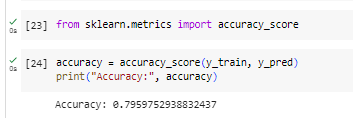 [23] from sklearn.metrics import accuracy_score
0s
[24] accuracy = accuracy_score(y_train, y_pred)
0s
print("Accuracy:", accuracy)
Accuracy: 0.7959752938832437